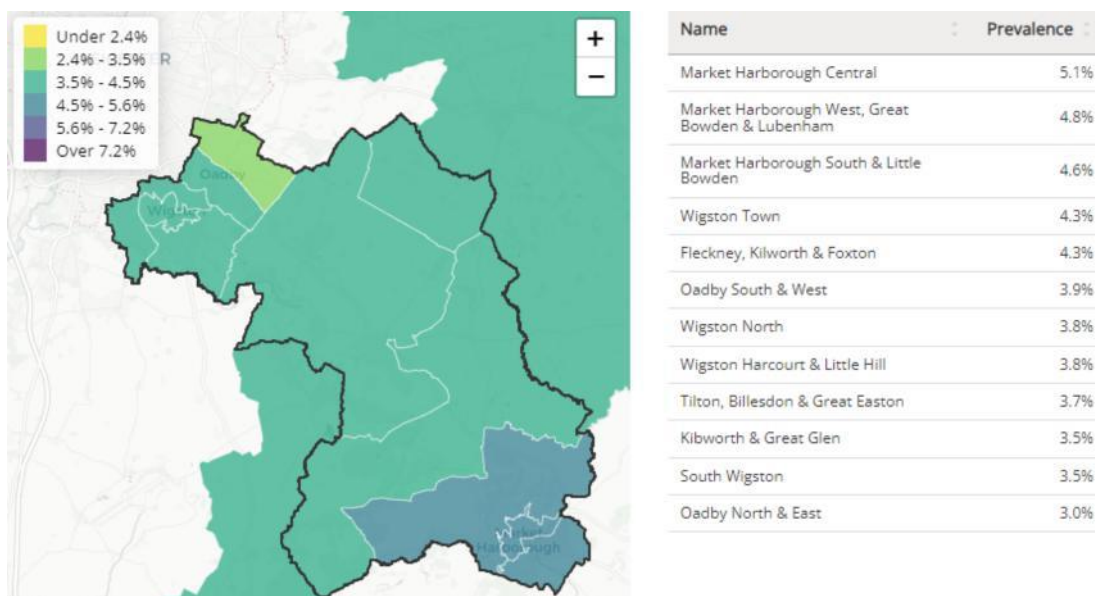 Under 2.4%
2.4% - 3.5%
ER
3.5% - 4.5%
4.5% - 5.6%
5.6% - 7.2%
Over 7.2%
+
−
Oadby
Market
Harborough
Name Prevalence
Market Harborough Central 5.1%
Market Harborough West, Great
Bowden & Lubenham 4.8%
Market Harborough South & Little
Bowden 4.6%
Wigston Town 4.3%
Fleckney, Kilworth & Foxton 4.3%
Oadby South & West 3.9%
Wigston North 3.8%
Wigston Harcourt & Little Hill 3.8%
Tilton, Billesdon & Great Easton 3.7%
Kibworth & Great Glen 3.5%
South Wigston 3.5%
Oadby North & East 3.0%